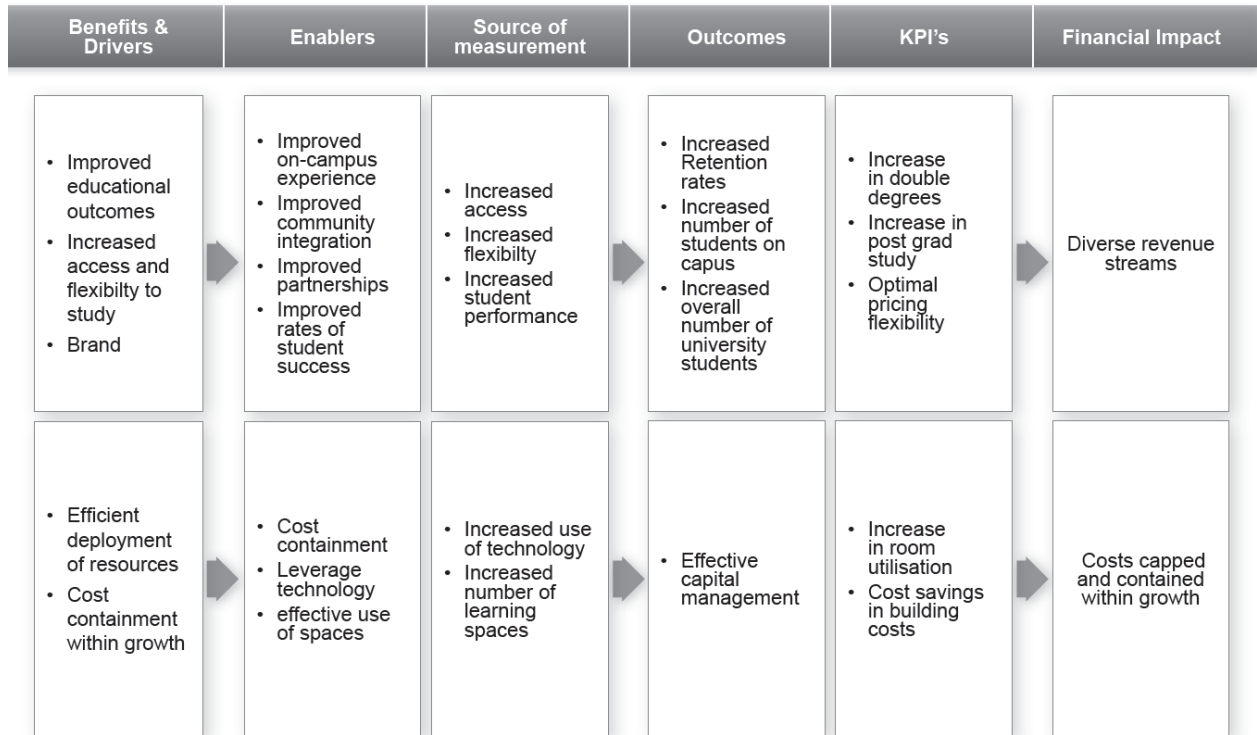 Benefits &
Drivers
Enablers
Source of
measurement
Outcomes
KPI's
Financial Impact
• Improved
educational
outcomes
• Increased
access and
flexibilty to
study
• Brand
• Improved
on-campus
experience
• Improved
community
integration
• Improved
partnerships
• Improved
rates of
student
success
• Increased
access
• Increased
flexibilty
• Increased
student
performance
• Increased
Retention
rates
• Increased
number of
students on
capus
• Increased
overall
number of
university
students
• Increase
in double
degrees
• Increase in
post grad
study
• Optimal
pricing
flexibility
Diverse revenue
streams
• Efficient
deployment
of resources
• Cost
containment
within growth
• Cost
containment
• Leverage
technology
• effective use
of spaces
• Increased use
of technology
• Increased
number of
learning
spaces
• Effective
capital
management
• Increase
in room
utilisation
• Cost savings
in building
costs
Costs capped
and contained
within growth